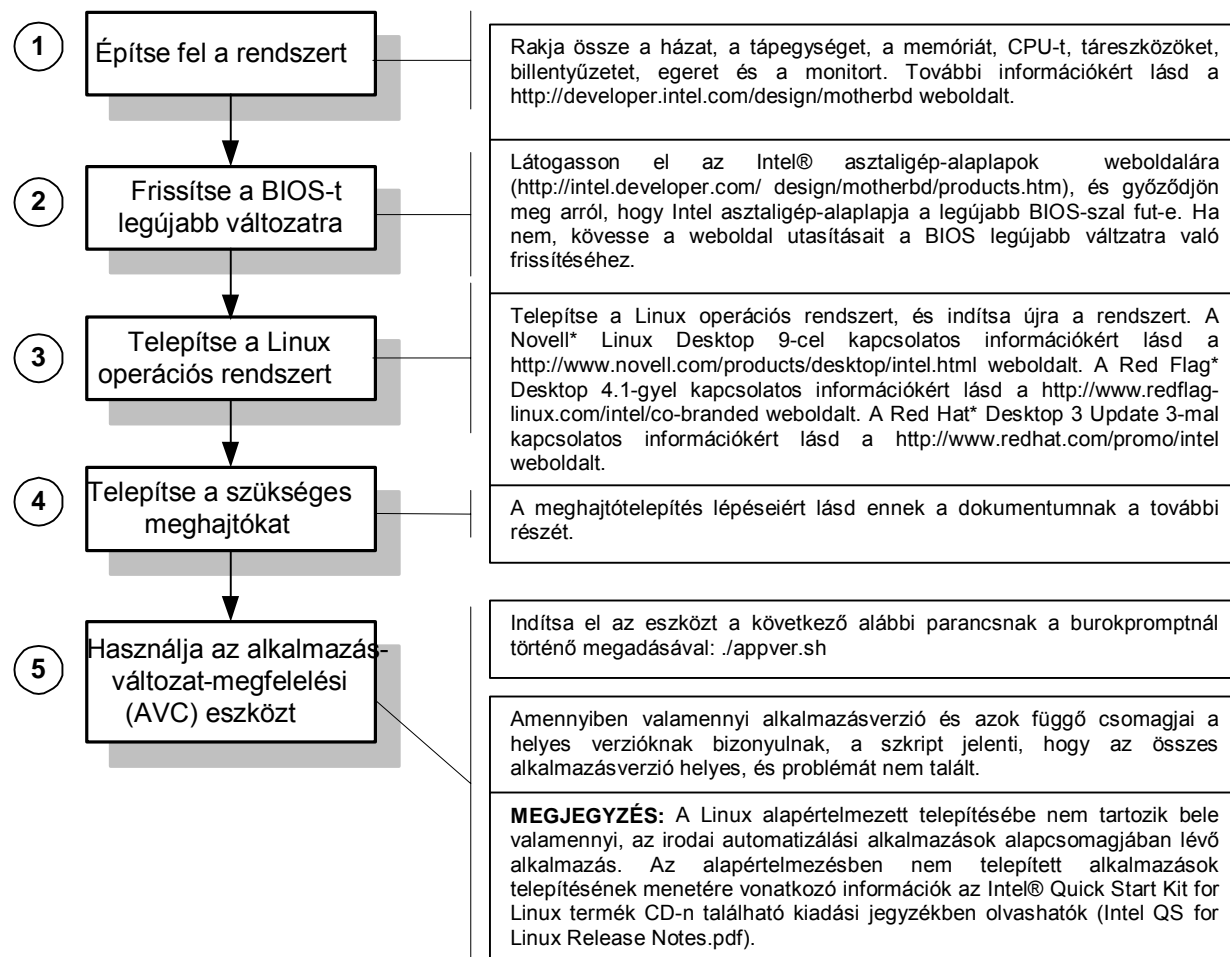 1
Építse fel a rendszert
Rakja össze a házat, a tápegységet, a memóriát, CPU-t, táreszközöket,
billentyűzetet, egeret és a monitort. További információkért lásd a
http://developer.intel.com/design/motherbd weboldalt.
2
Frissítse a BIOS-t
legújabb változatra
Látogasson el az Intel® asztaligép-alaplapok weboldalára
(http://intel.developer.com/ design/motherbd/products.htm), és győződjön
meg arról, hogy Intel asztaligép-alaplapja a legújabb BIOS-szal fut-e. Ha
nem, kövesse a weboldal utasításait a BIOS legújabb váltzatra való
frissítéséhez.
3
Telepítse a Linux
operációs rendszert
Telepítse a Linux operációs rendszert, és indítsa újra a rendszert. A
Novell* Linux Desktop 9-cel kapcsolatos információkért lásd a
http://www.novell.com/products/desktop/intel.html weboldalt. A Red Flag*
Desktop 4.1-gyel kapcsolatos információkért lásd a http://www.redflag-
linux.com/intel/co-branded weboldalt. A Red Hat* Desktop 3 Update 3-mal
kapcsolatos információkért lásd a http://www.redhat.com/promo/intel
weboldalt.
4
Telepítse a szükséges
meghajtókat
A meghajtótelepítés lépéseiért lásd ennek a dokumentumnak a további
részét.
5
Használja az alkalmazás-
változat-megfelelési
(AVC) eszközt
Indítsa el az eszközt a következő alábbi parancsnak a burokpromptnál
történő megadásával: ./appver.sh
Amennyiben valamennyi alkalmazásverzió és azok függő csomagjai a
helyes verzióknak bizonyulnak, a szkript jelenti, hogy az összes
alkalmazásverzió helyes, és problémát nem talált.
MEGJEGYZÉS: A Linux alapértelmezett telepítésébe nem tartozik bele
valamennyi, az irodai automatizálási alkalmazások alapcsomagjában lévő
alkalmazás. Az alapértelmezésben nem telepített alkalmazások
telepítésének menetére vonatkozó információk az Intel® Quick Start Kit for
Linux termék CD-n található kiadási jegyzékben olvashatók (Intel QS for
Linux Release Notes.pdf).